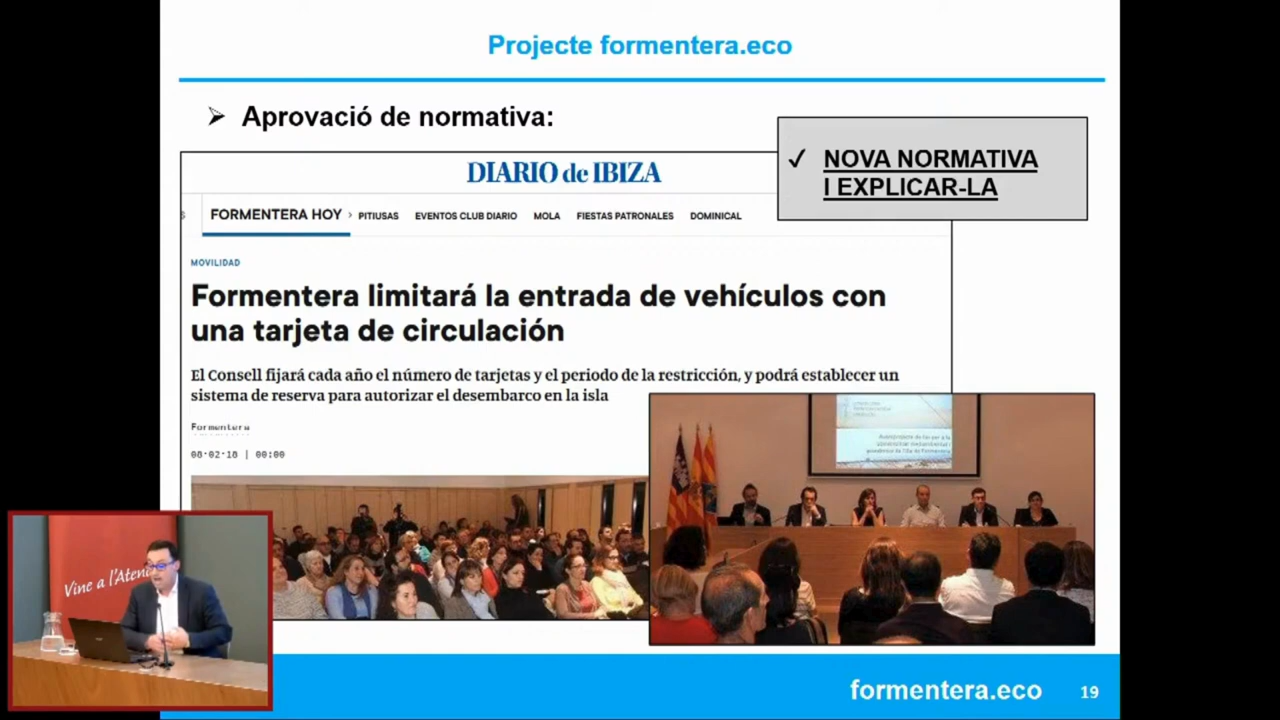 Projecte formentera.eco
➢ Aprovació de normativa:
✓ NOVA NORMATIVA
I EXPLICAR-LA
DIARIO de IBIZA
S FORMENTERA HOY › PITIUSAS EVENTOS CLUB DIARIO MOLA FIESTAS PATRONALES DOMINICAL
MOVILIDAD
Formentera limitará la entrada de vehículos con
una tarjeta de circulación
El Consell fijará cada año el número de tarjetas y el periodo de la restricción, y podrá establecer un
sistema de reserva para autorizar el desembarco en la isla
Formentera
08·02·18 | 00:00
Vine a l'Aten
formentera.eco
19